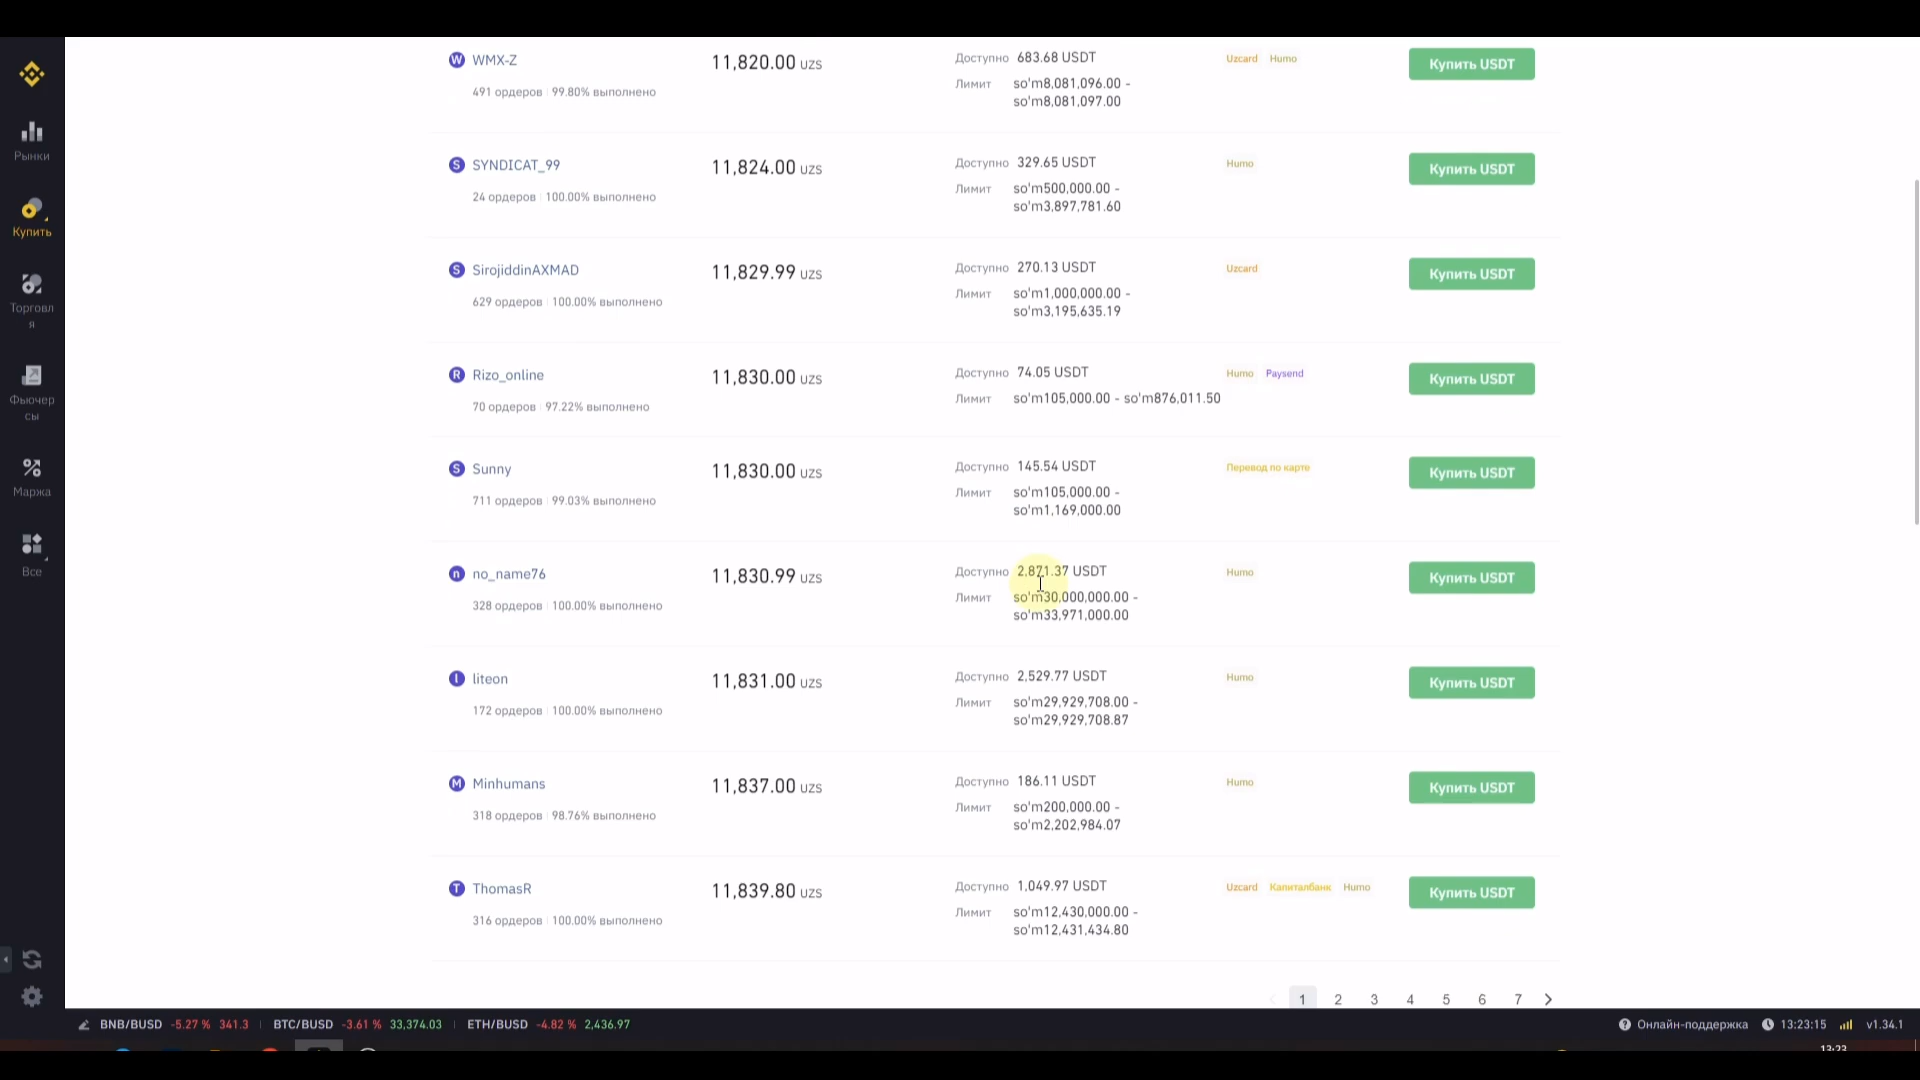 WMX-Z 11,820.00 UZS Доступно 683.68 USDT Uzcard Humo Купить USDT
491 ордеров 99.80% выполнено Лимит so'm8,081,096.00 -
so'm8,081,097.00
Рынки
SYNDICAT_99 11,824.00 UZS Доступно 329.65 USDT Humo Купить USDT
24 ордеров 100.00% выполнено Лимит so'm500,000.00 -
so'm3,897,781.60
Купить
SirojiddinAXMAD 11,829.99 UZS Доступно 270.13 USDT Uzcard Купить USDT
629 ордеров 100.00% выполнено Лимит so'm1,000,000.00 -
so'm3,195,635.19
Торговл
я
Rizo_online 11,830.00 UZS Доступно 74.05 USDT Humo Paysend Купить USDT
70 ордеров 97.22% выполнено Лимит so'm105,000.00 - so'm876,011.50
Фьючер
сы
Sunny 11,830.00 UZS Доступно 145.54 USDT Перевод по карте Купить USDT
711 ордеров 99.03% выполнено Лимит so'm105,000.00 -
so'm1,169,000.00
Маржа
no_name76 11,830.99 UZS Доступно 2,871.37 USDT Humo Купить USDT
328 ордеров 100.00% выполнено Лимит so'm30,000,000.00 -
so'm33,971,000.00
Все
liteon 11,831.00 UZS Доступно 2,529.77 USDT Humo Купить USDT
172 ордеров 100.00% выполнено Лимит so'm29,929,708.00 -
so'm29,929,708.87
Minhumans 11,837.00 UZS Доступно 186.11 USDT Humo Купить USDT
318 ордеров 98.76% выполнено Лимит so'm200,000.00 -
so'm2,202,984.07
ThomasR 11,839.80 UZS Доступно 1,049.97 USDT Uzcard Капиталбанк Humo Купить USDT
316 ордеров 100.00% выполнено Лимит so'm12,430,000.00 -
so'm12,431,434.80
1 2 3 4 5 6 7
BNB/BUSD -5.27 % 341.3 BTC/BUSD -3.61 % 33,374.03 ETH/BUSD -4.82 % 2,436.97 Онлайн-поддержка 13:23:15 v1.34.1
13:23